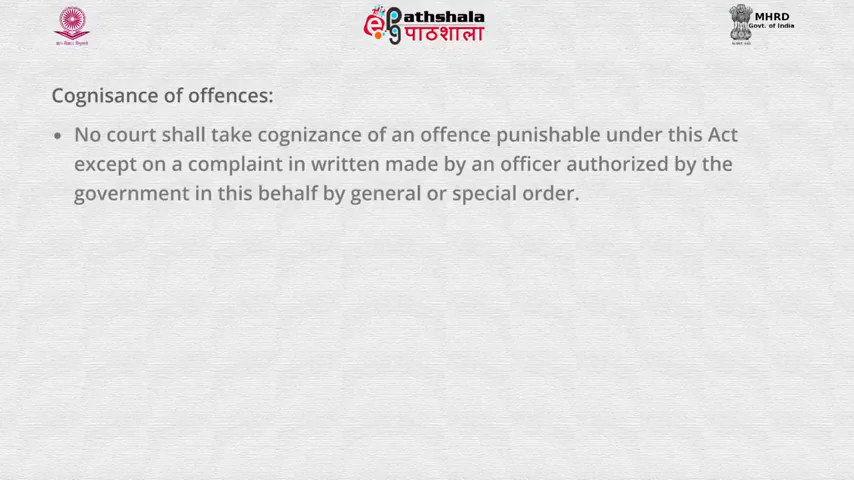 epgpathshala
पाठशाला
MHRD
Govt. of India
Cognisance of offences:
• No court shall take cognizance of an offence punishable under this Act
except on a complaint in written made by an officer authorized by the
government in this behalf by general or special order.